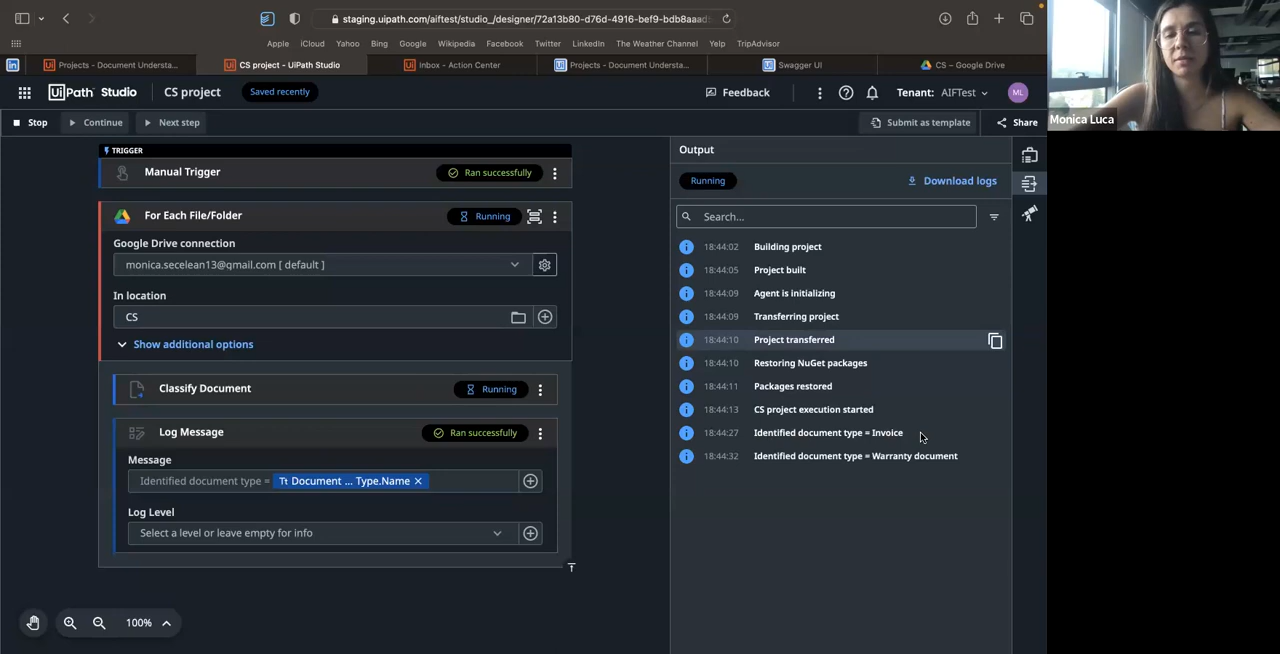 staging.uipath.com/aiftest/studio_/designer/72a13b80-d76d-4916-bef9-bdb8aaad
Apple iCloud Yahoo Bing Google Wikipedia Facebook Twitter LinkedIn The Weather Channel Yelp TripAdvisor
Projects - Document Understa... CS project - UiPath Studio Inbox - Action Center Projects - Document Understa... Swagger UI CS – Google Drive
UiPath Studio CS project Saved recently Feedback Tenant: AIFTest ML
Monica Luca
Stop Continue Next step Submit as template Share
TRIGGER
Manual Trigger Ran successfully
For Each File/Folder Running
Google Drive connection
monica.secelean13@gmail.com [ default ]
In location
CS
Show additional options
Classify Document Running
Log Message Ran successfully
Message
Identified document type = Tt Document ... Type.Name
Log Level
Select a level or leave empty for info
100%
Output
Running Download logs
Search...
18:44:02 Building project
18:44:05 Project built
18:44:09 Agent is initializing
18:44:09 Transferring project
18:44:10 Project transferred
18:44:10 Restoring NuGet packages
18:44:11 Packages restored
18:44:13 CS project execution started
18:44:27 Identified document type = Invoice
18:44:32 Identified document type = Warranty document